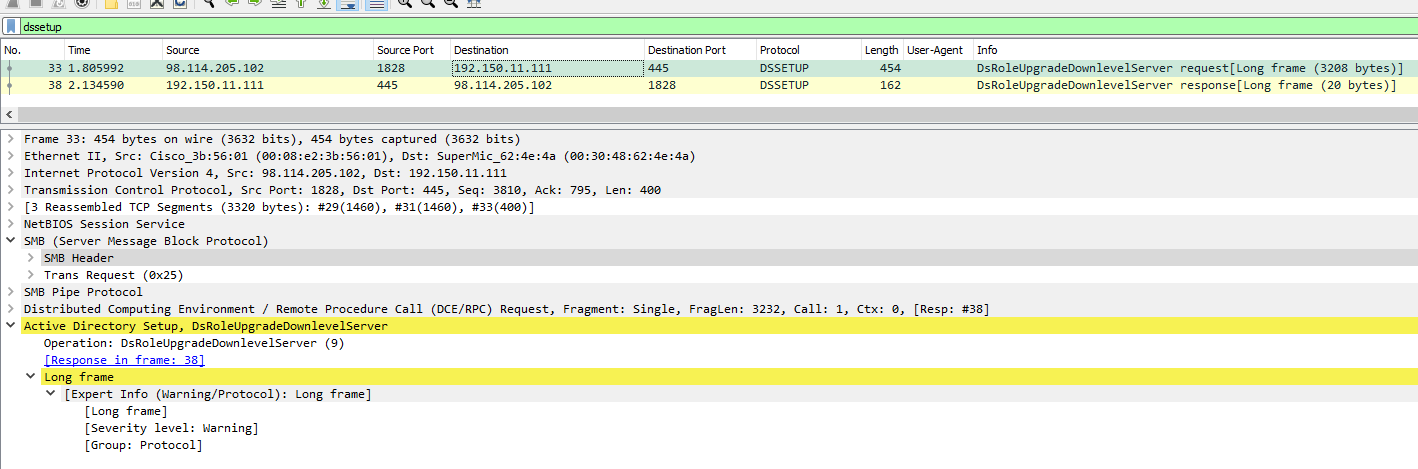 dssetup
No. Time Source Source Port Destination Destination Port Protocol Length User-Agent Info
33 1.805992 98.114.205.102 1828 192.150.11.111 445 DSSETUP 454 DsRoleUpgradeDownlevelServer request[Long frame (3208 bytes)]
38 2.134590 192.150.11.111 445 98.114.205.102 1828 DSSETUP 162 DsRoleUpgradeDownlevelServer response[Long frame (20 bytes)]
Frame 33: 454 bytes on wire (3632 bits), 454 bytes captured (3632 bits)
Ethernet II, Src: Cisco_3b:56:01 (00:08:e2:3b:56:01), Dst: SuperMic_62:4e:4a (00:30:48:62:4e:4a)
Internet Protocol Version 4, Src: 98.114.205.102, Dst: 192.150.11.111
Transmission Control Protocol, Src Port: 1828, Dst Port: 445, Seq: 3810, Ack: 795, Len: 400
[3 Reassembled TCP Segments (3320 bytes): #29(1460), #31(1460), #33(400)]
NetBIOS Session Service
SMB (Server Message Block Protocol)
SMB Header
Trans Request (0x25)
SMB Pipe Protocol
Distributed Computing Environment / Remote Procedure Call (DCE/RPC) Request, Fragment: Single, FragLen: 3232, Call: 1, Ctx: 0, [Resp: #38]
Active Directory Setup, DsRoleUpgradeDownlevelServer
Operation: DsRoleUpgradeDownlevelServer (9)
[Response in frame: 38]
Long frame
[Expert Info (Warning/Protocol): Long frame]
[Long frame]
[Severity level: Warning]
[Group: Protocol]